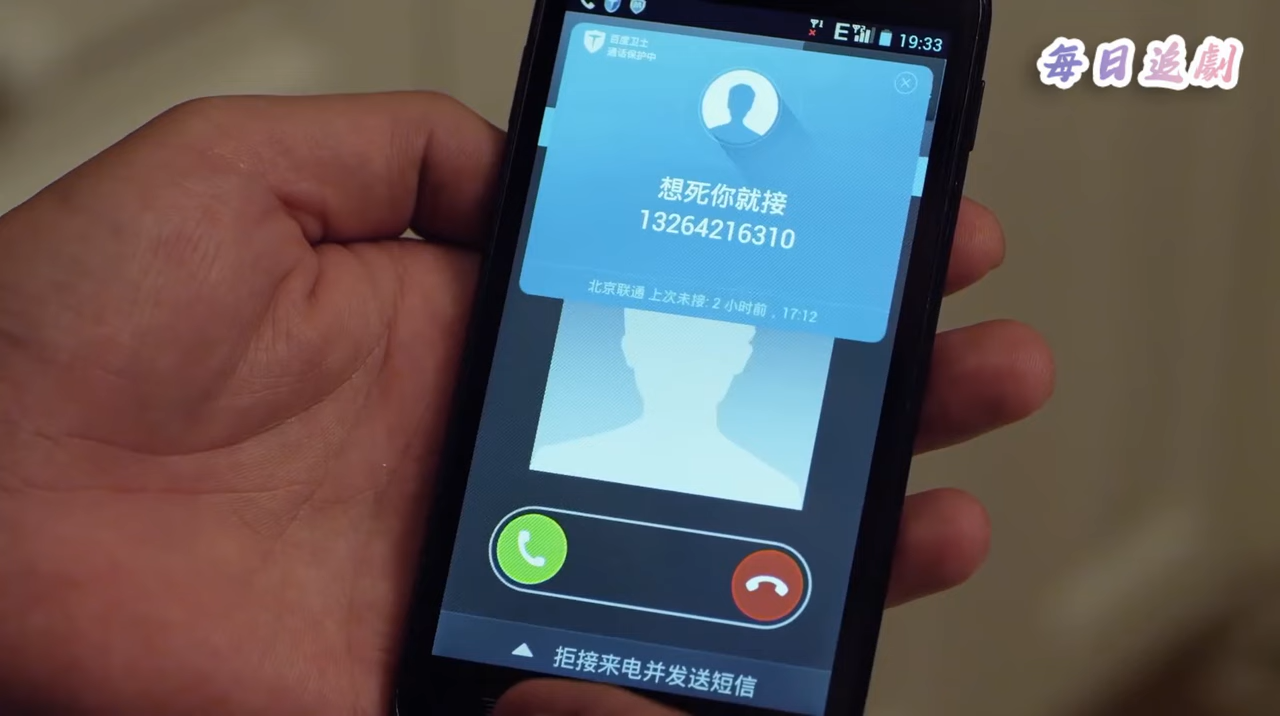 19:33
每日追劇
百度卫士
通话保护中
想死你就接
13264216310
北京联通 上次未接: 2 小时前，17:12
拒接来电并发送短信